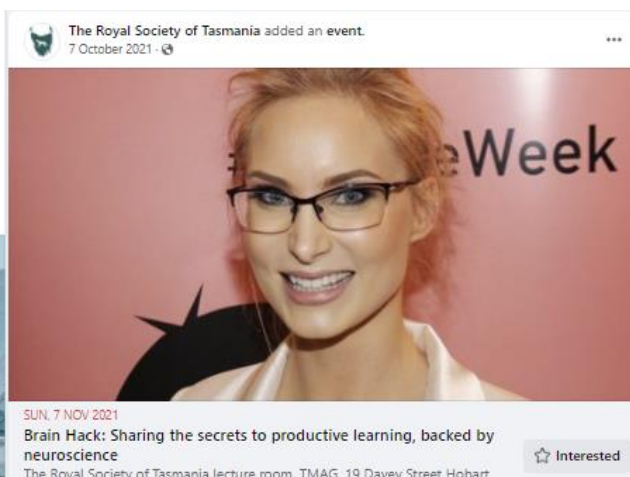 The Royal Society of Tasmania added an event.
7 October 2021 ·
eWeek
SUN, 7 NOV 2021
Brain Hack: Sharing the secrets to productive learning, backed by
neuroscience
Interested
The Royal Society of Tasmania lecture room, TMAG, 19 Davey Street Hobart